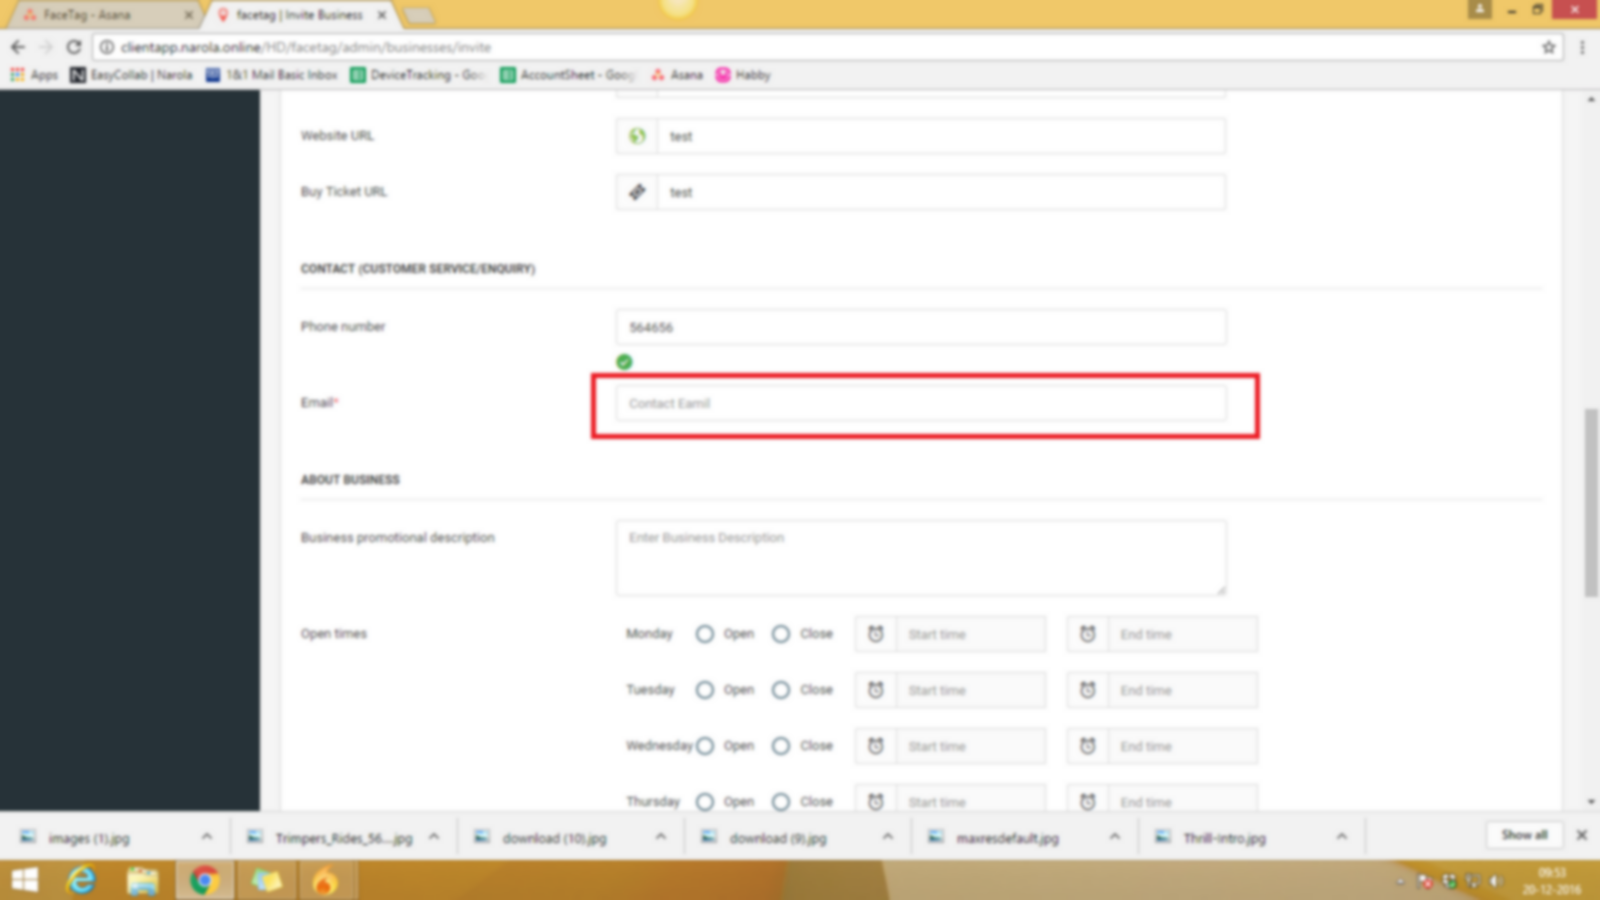 FaceTag - Asana
facetag | Invite Business
clientapp.narola.online/HD/facetag/admin/businesses/invite
Apps
EasyCollab | Narola
1&1 Mail Basic Inbox
DeviceTracking - Goo
AccountSheet - Goog
Asana
Habby
Website URL
test
Buy Ticket URL
test
CONTACT (CUSTOMER SERVICE/ENQUIRY)
Phone number
564656
Email*
Contact Eamil
ABOUT BUSINESS
Business promotional description
Enter Business Description
Open times
Monday Open Close Start time End time
Tuesday Open Close Start time End time
Wednesday Open Close Start time End time
Thursday Open Close Start time End time
images (1).jpg
Trimpers_Rides_56....jpg
download (10).jpg
download (9).jpg
maxresdefault.jpg
Thrill-Intro.jpg
Show all
09:53
20-12-2016